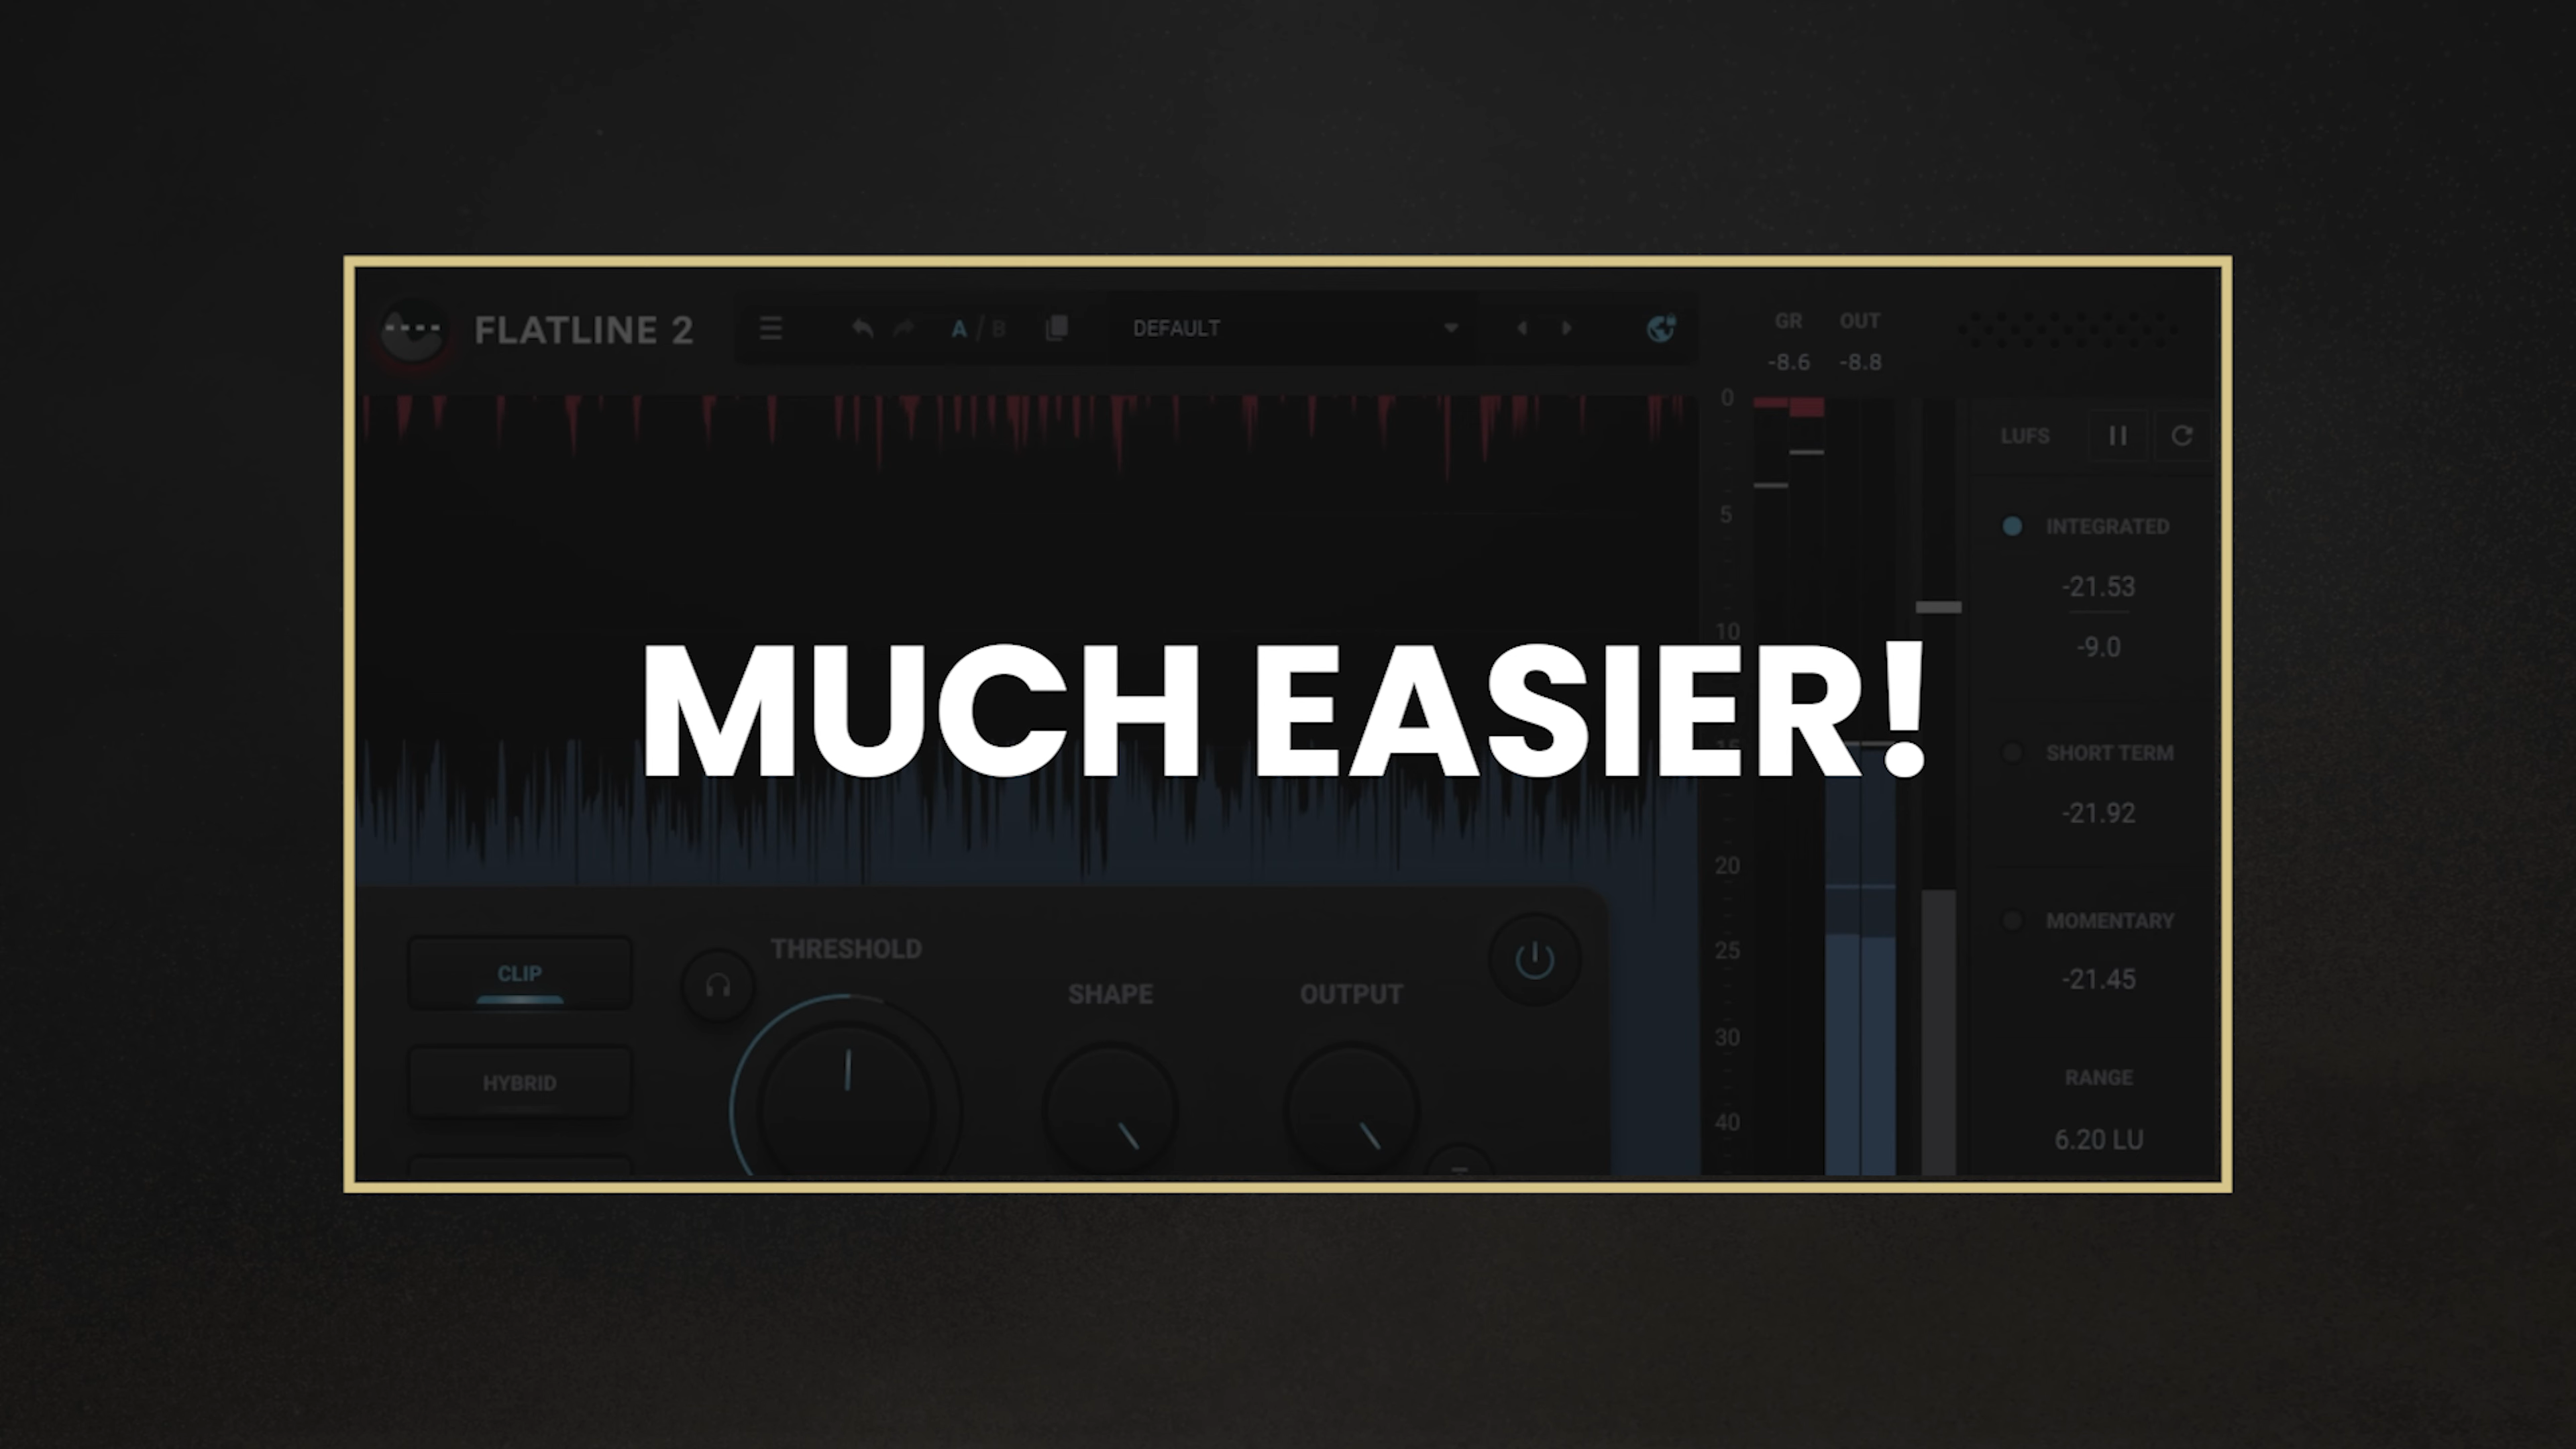 FLATLINE 2
A / B
DEFAULT
GR OUT
-8.6 -8.8
0
5
10
20
25
30
40
LUFS
INTEGRATED
-21.53
-9.0
MUCH EASIER!
SHORT TERM
-21.92
MOMENTARY
-21.45
RANGE
6.20 LU
CLIP
HYBRID
THRESHOLD
SHAPE
OUTPUT